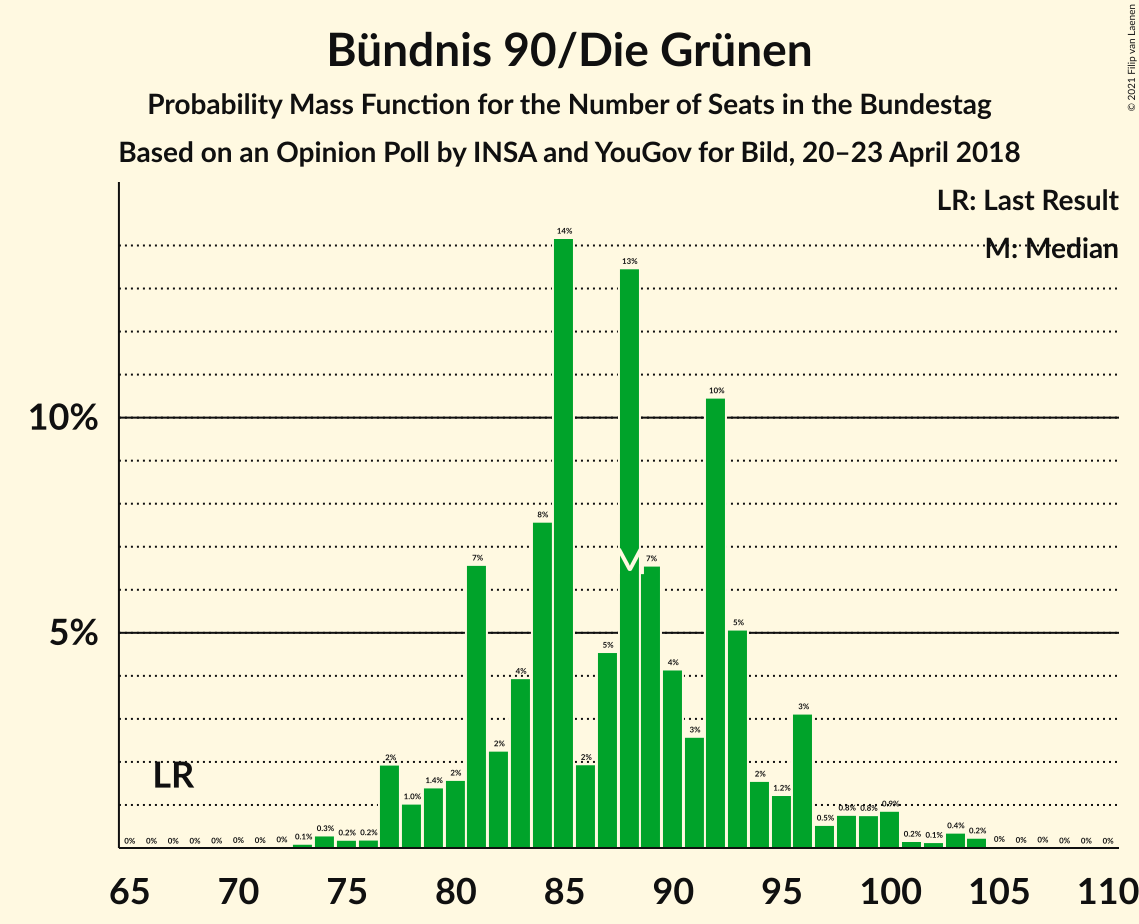 Bündnis 90/Die Grünen
Probability Mass Function for the Number of Seats in the Bundestag
Based on an Opinion Poll by INSA and YouGov for Bild, 20–23 April 2018
© 2021 Filip van Laenen
LR: Last Result
M: Median
10%
5%
LR
0% 0% 0% 0% 0% 0% 0% 0% 0.1% 0.3% 0.2% 0.2% 2% 1.0% 1.4% 2% 7% 2% 4% 8% 14% 2% 5% 13% 7% 4% 3% 10% 5% 2% 1.2% 3% 0.5% 0.8% 0.8% 0.9% 0.2% 0.1% 0.4% 0.2% 0% 0% 0% 0% 0% 0%
65 70 75 80 85 90 95 100 105 110